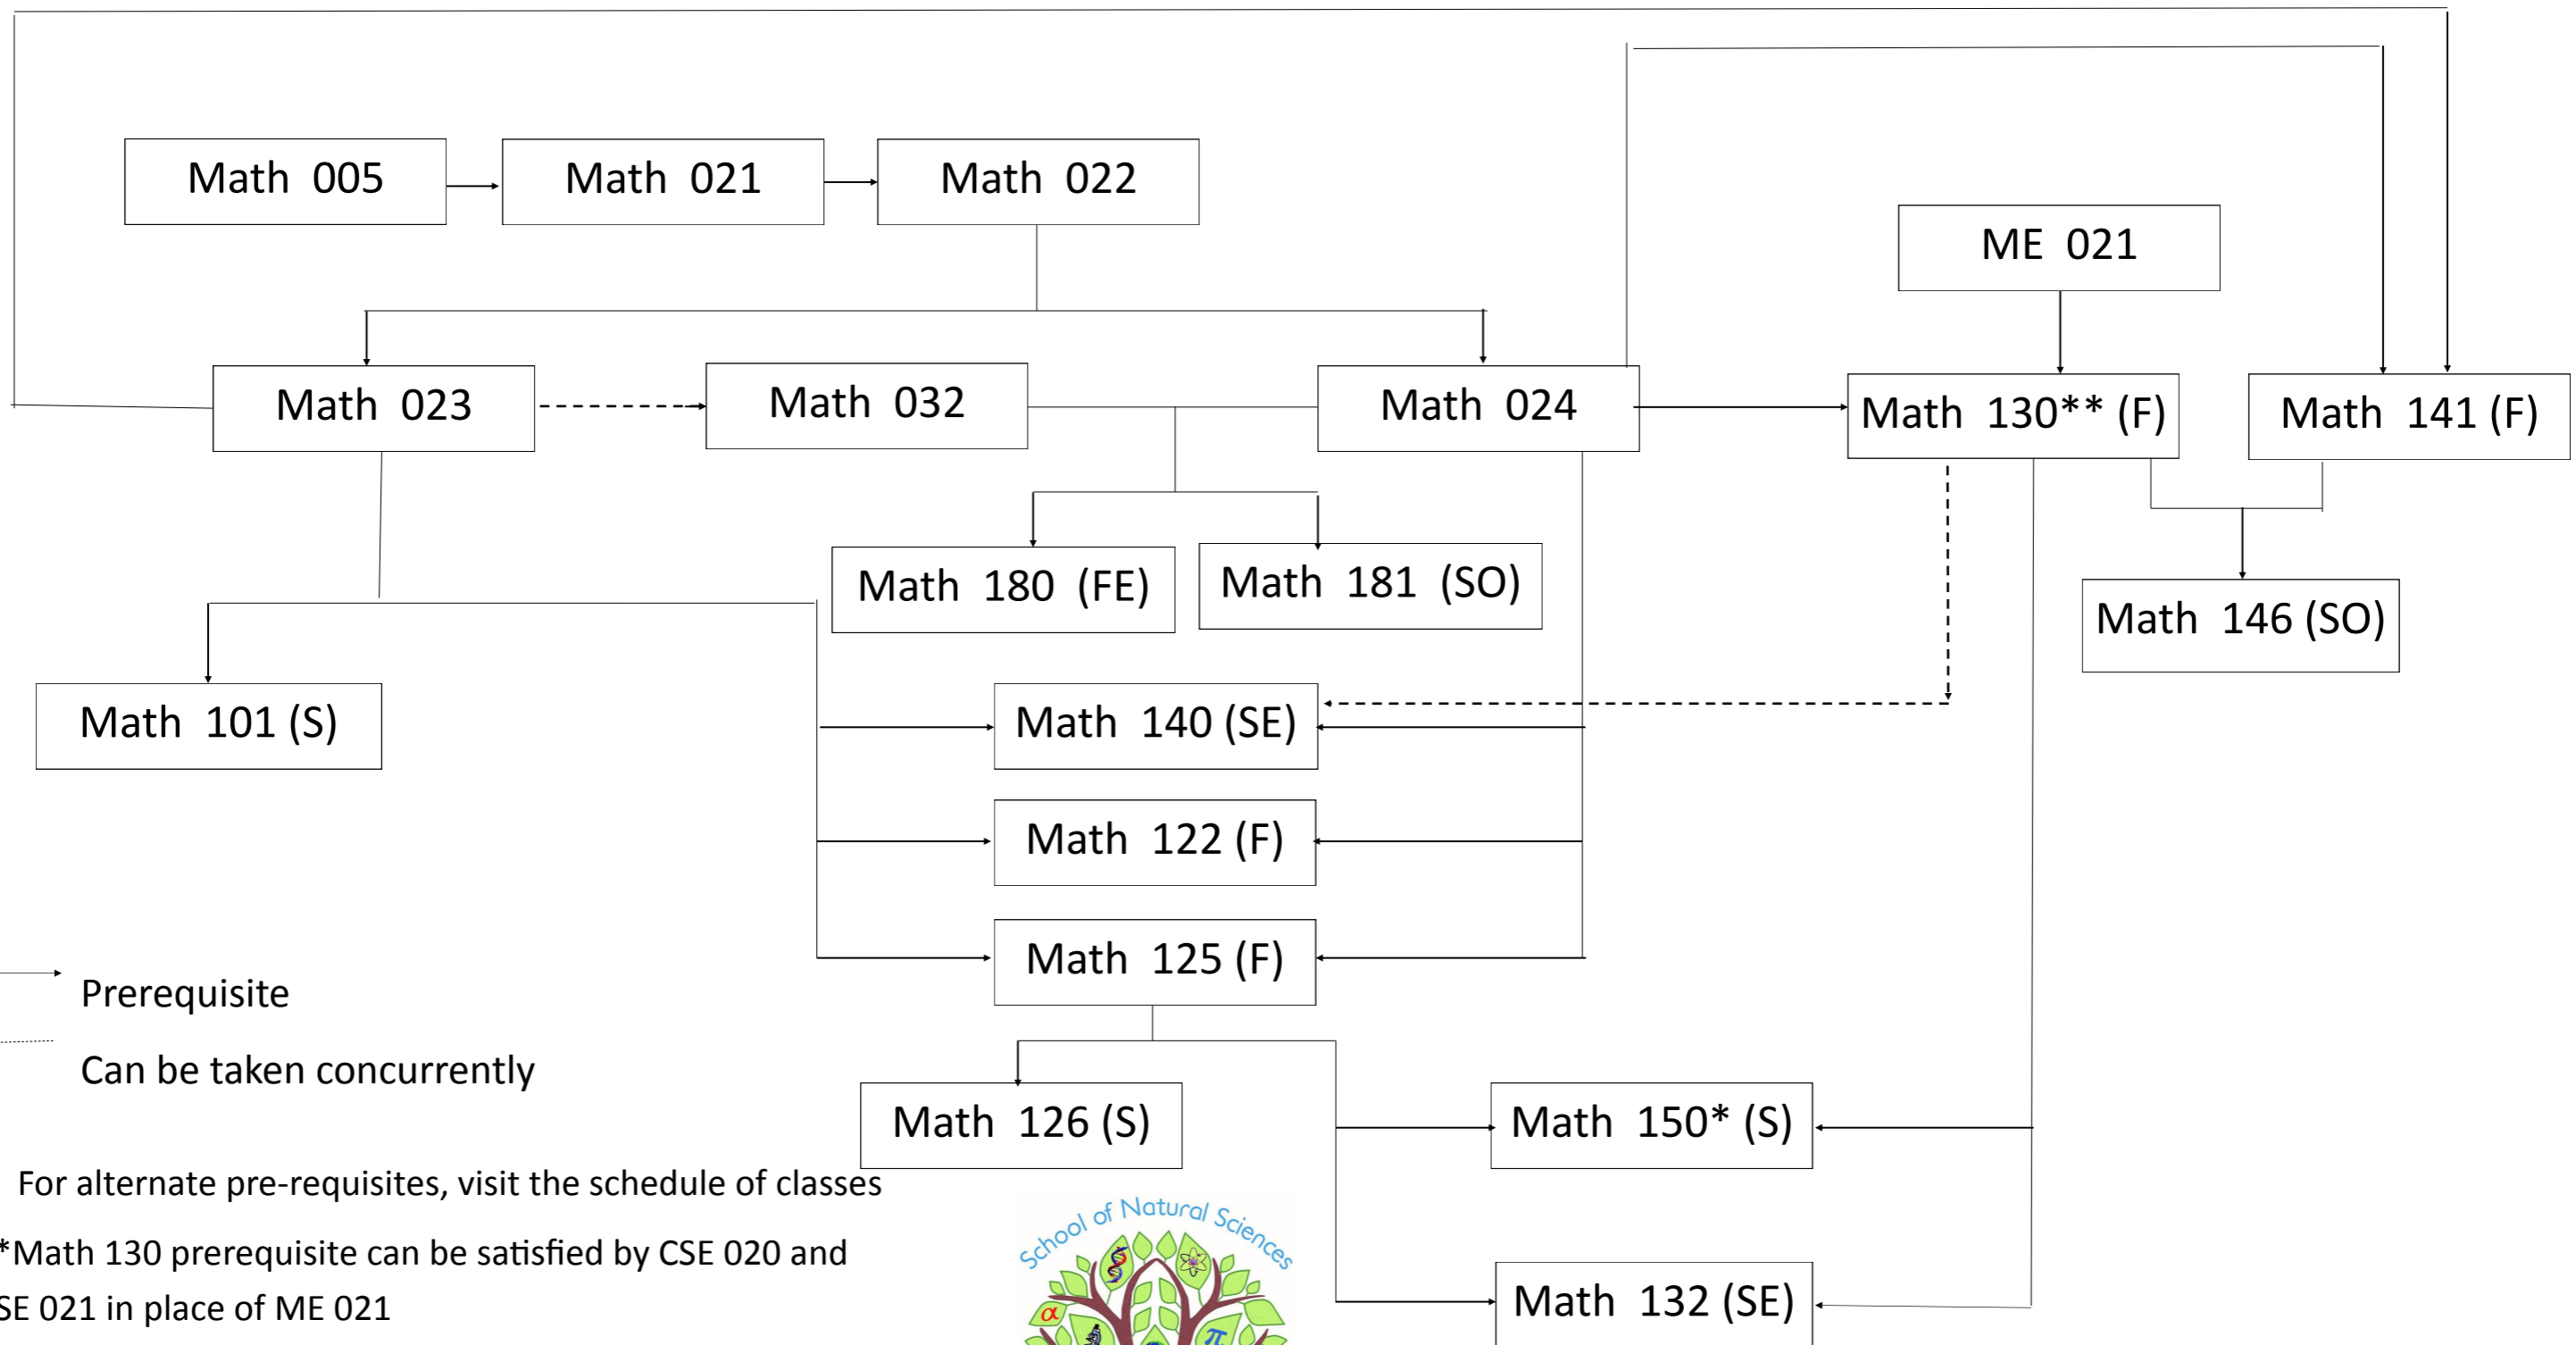 Math 005
Math 021
Math 022
ME 021
Math 023
Math 032
Math 024
Math 130** (F)
Math 141 (F)
Math 180 (FE)
Math 181 (SO)
Math 146 (SO)
Math 101 (S)
Math 140 (SE)
Math 122 (F)
Math 125 (F)
Prerequisite
Can be taken concurrently
Math 126 (S)
Math 150* (S)
For alternate pre-requisites, visit the schedule of classes
*Math 130 prerequisite can be satisfied by CSE 020 and
SE 021 in place of ME 021
School of Natural Sciences
α
π
Math 132 (SE)